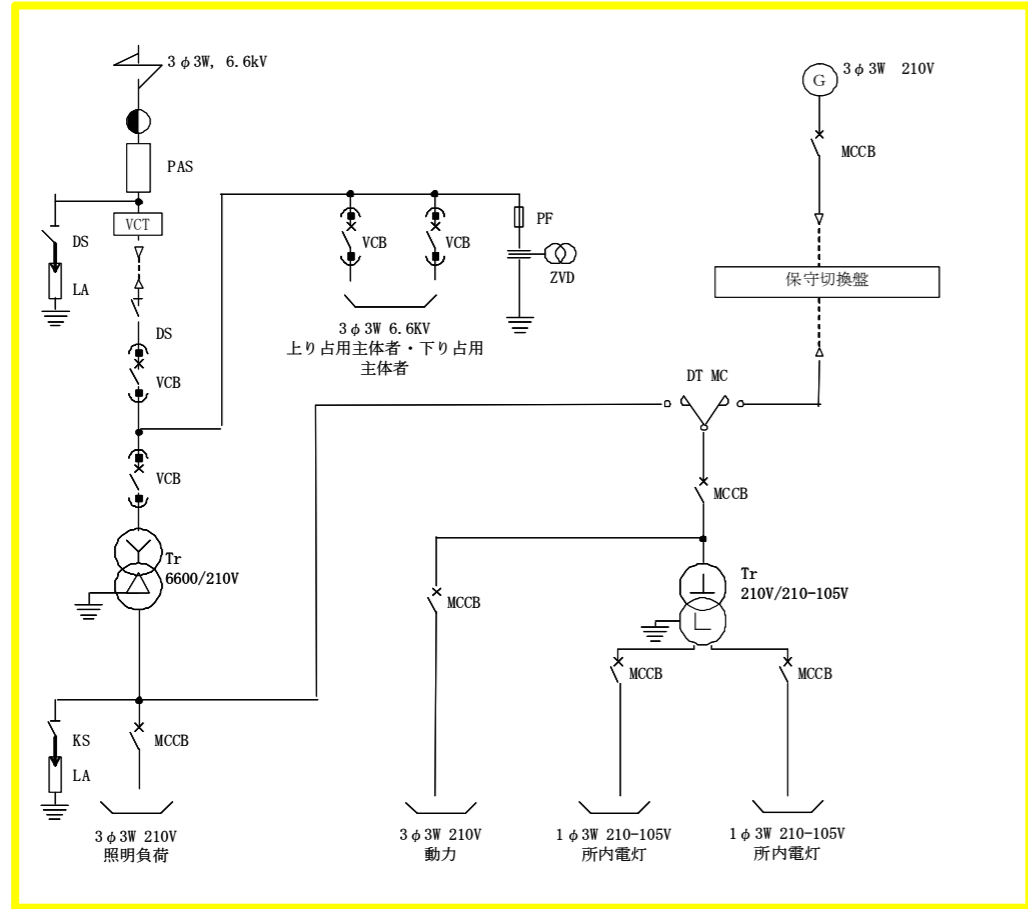 3φ3W, 6.6kV
PAS
VCT
DS
LA
DS
VCB
VCB
Tr
6600/210V
KS
LA
MCCB
3φ3W 210V
照明負荷
VCB
VCB
PF
ZVD
3φ3W 6.6KV
上り占用主体者・下り占用
主体者
G
3φ3W 210V
MCCB
保守切換盤
DT MC
MCCB
MCCB
Tr
210V/210-105V
MCCB
MCCB
3φ3W 210V
動力
1φ3W 210-105V
所内電灯
1φ3W 210-105V
所内電灯